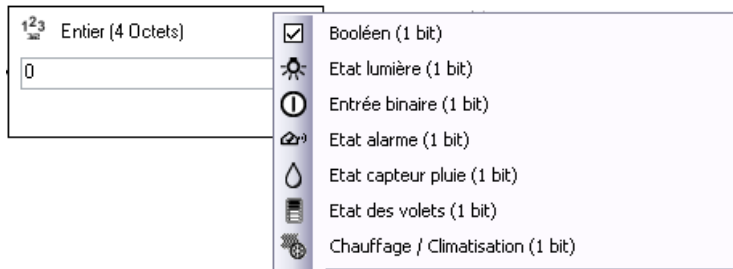 Entier (4 Octets)
0
Booléen (1 bit)
Etat lumière (1 bit)
Entrée binaire (1 bit)
Etat alarme (1 bit)
Etat capteur pluie (1 bit)
Etat des volets (1 bit)
Chauffage / Climatisation (1 bit)